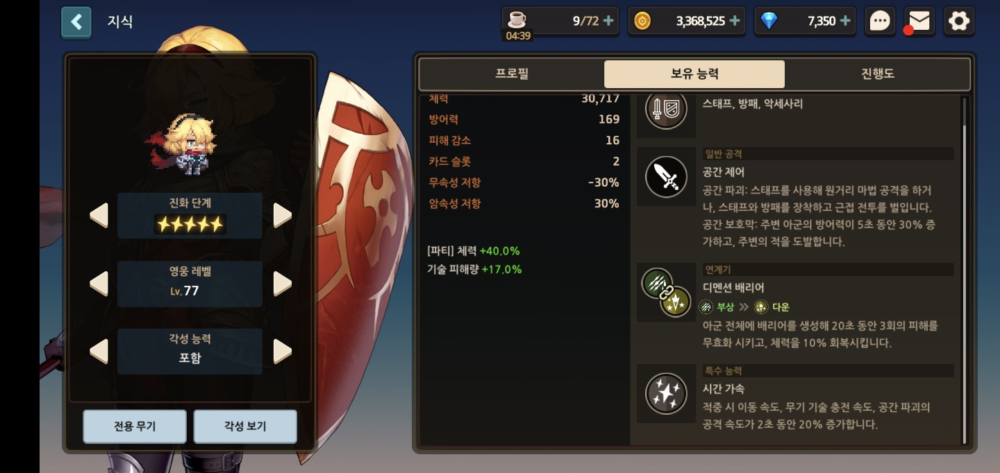 지식
9/72
04:39
3,368,525
7,350
프로필
보유 능력
진행도
진화 단계
영웅 레벨
Lv.77
각성 능력
포함
전용 무기
각성 보기
체력 30,717
방어력 169
피해 감소 16
카드 슬롯 2
무속성 저항 -30%
암속성 저항 30%
[파티] 체력 +40.0%
기술 피해량 +17.0%
스태프, 방패, 악세사리
일반 공격
공간 제어
공간 파괴: 스태프를 사용해 원거리 마법 공격을 하거
나, 스태프와 방패를 장착하고 근접 전투를 벌입니다.
공간 보호막: 주변 아군의 방어력이 5초 동안 30% 증
가하고, 주변의 적을 도발합니다.
연계기
디멘션 배리어
부상 » 다운
아군 전체에 배리어를 생성해 20초 동안 3회의 피해를
무효화 시키고, 체력을 10% 회복시킵니다.
특수 능력
시간 가속
적중 시 이동 속도, 무기 기술 충전 속도, 공간 파괴의
공격 속도가 2초 동안 20% 증가합니다.